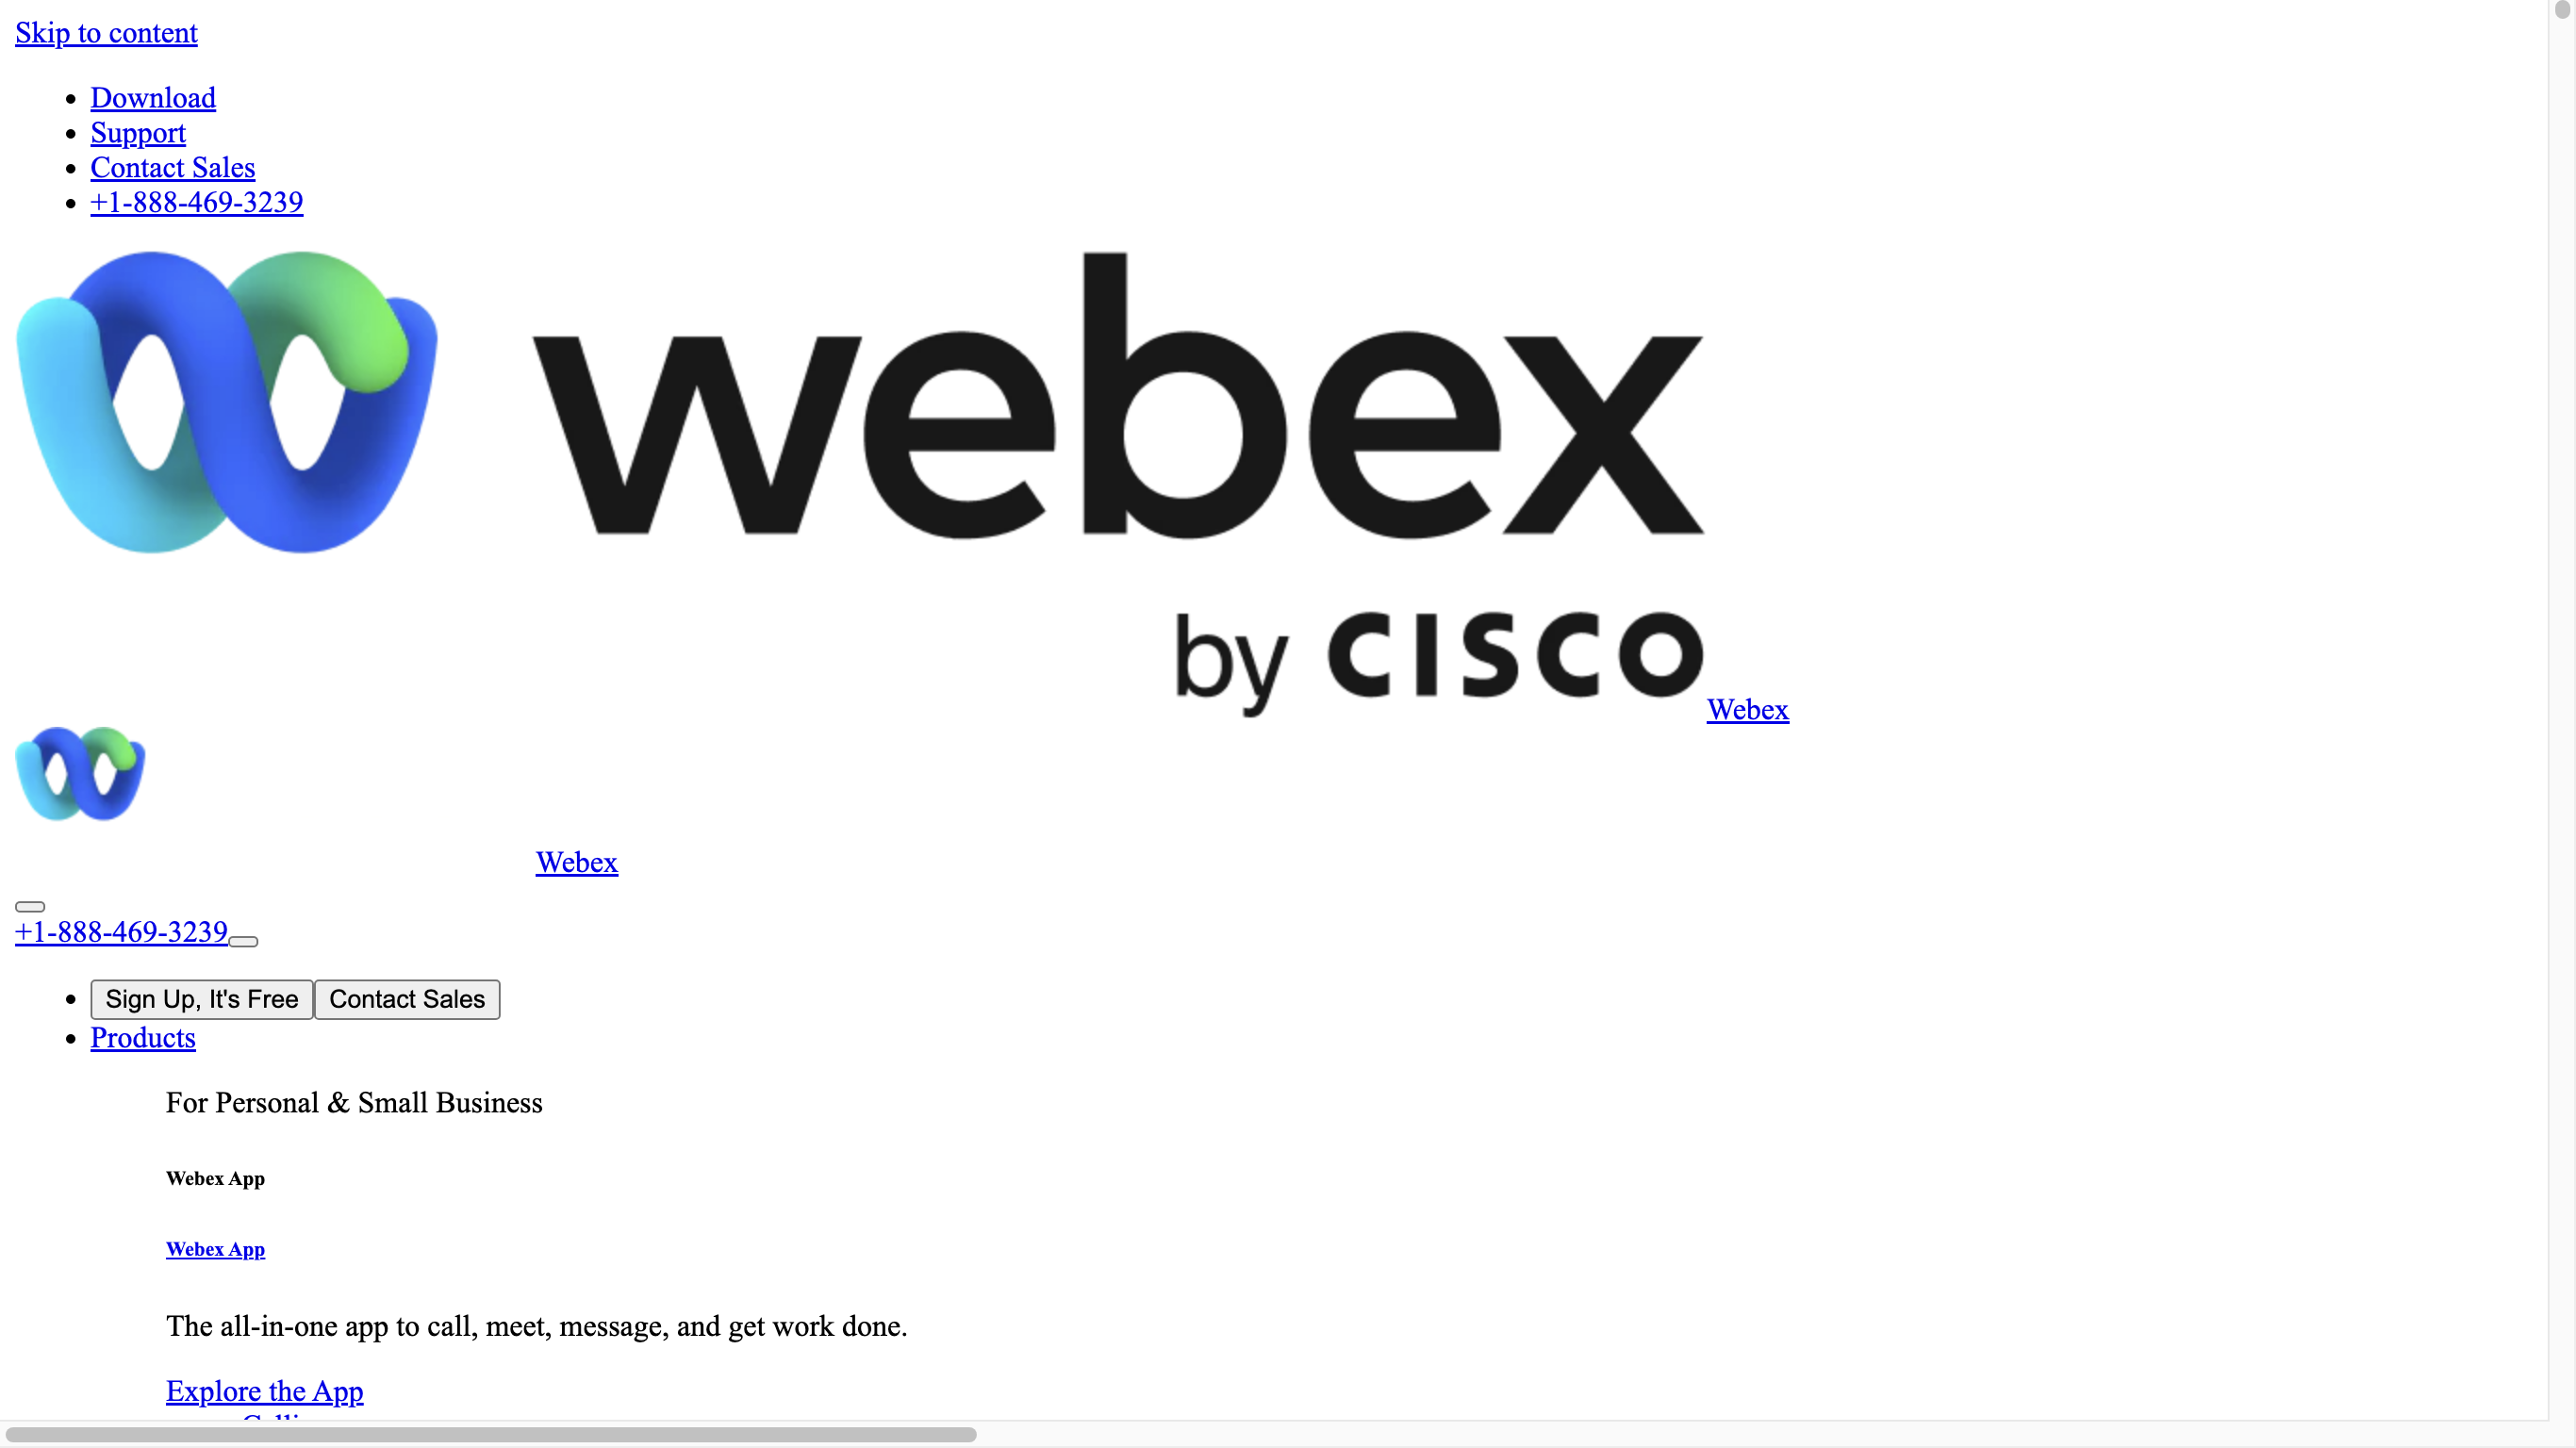 Skip to content
Download
Support
Contact Sales
+1-888-469-3239
webex
by CISCO
Webex
Webex
+1-888-469-3239
Sign Up, It's Free Contact Sales
Products
For Personal & Small Business
Webex App
Webex App
The all-in-one app to call, meet, message, and get work done.
Explore the App